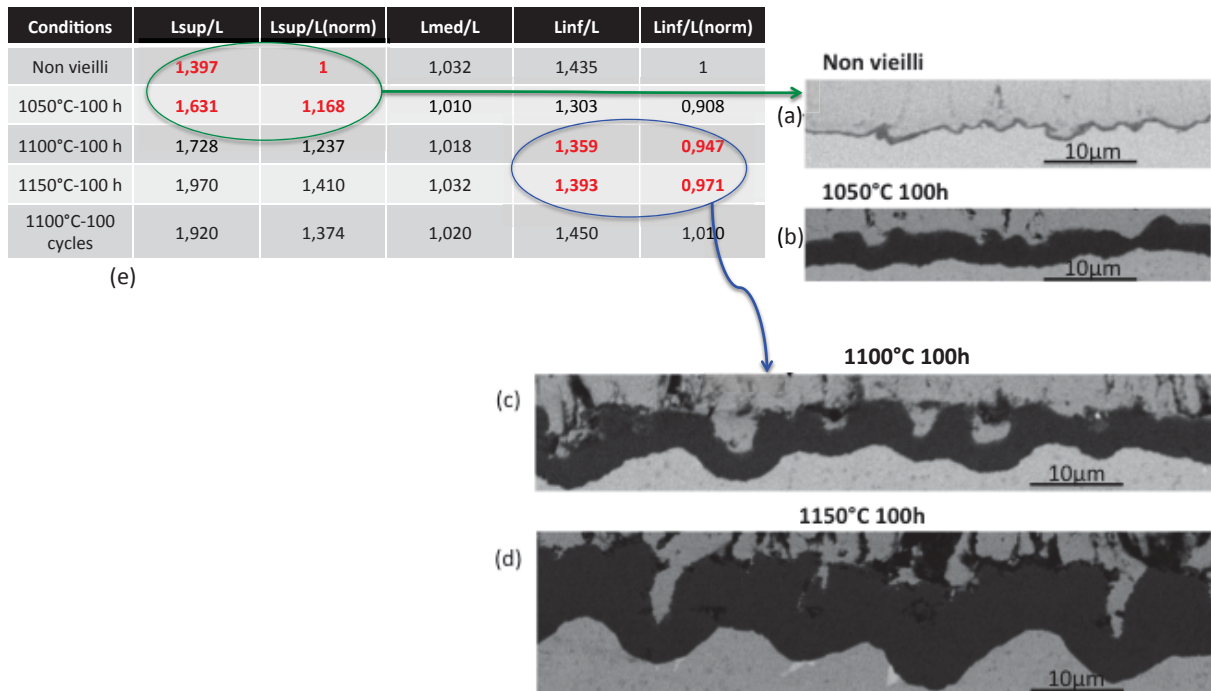 Conditions Lsup/L Lsup/L(norm) Lmed/L Linf/L Linf/L(norm)
Non vieilli 1,397 1 1,032 1,435 1
1050°C-100 h 1,631 1,168 1,010 1,303 0,908
1100°C-100 h 1,728 1,237 1,018 1,359 0,947
1150°C-100 h 1,970 1,410 1,032 1,393 0,971
1100°C-100
cycles 1,920 1,374 1,020 1,450 1,010
(e)
Non vieilli
(a)
10µm
1050°C 100h
(b)
10µm
1100°C 100h
(c)
10µm
1150°C 100h
(d)
10µm